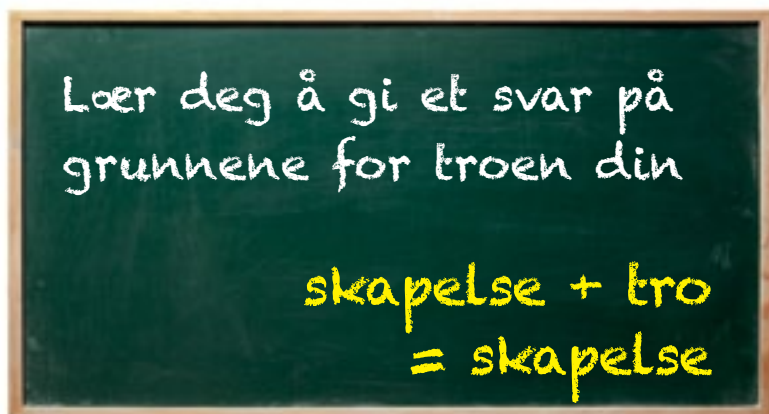 Lær deg å gi et svar på
grunnene for troen din
skapelse + tro
= skapelse